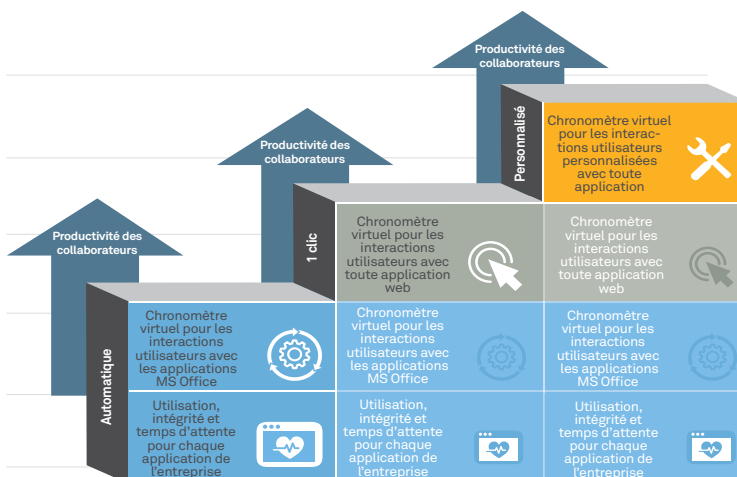 Productivité des
collaborateurs
Personnalisé
Chronomètre virtuel
pour les interac-
tions utilisateurs
personnalisées
avec toute
application
Productivité des
collaborateurs
1 clic
Chronomètre
virtuel pour les
interactions
utilisateurs avec
toute application
web
Chronomètre
virtuel pour les
interactions
utilisateurs avec
toute application
web
Productivité des
collaborateurs
Automatique
Chronomètre
virtuel pour les
interactions
utilisateurs avec
les applications
MS Office
Chronomètre
virtuel pour les
interactions
utilisateurs avec
les applications
MS Office
Chronomètre
virtuel pour les
interactions
utilisateurs avec
les applications
MS Office
Utilisation,
intégrité et
temps d'attente
pour chaque
application de
l'entreprise
Utilisation,
intégrité et
temps d'attente
pour chaque
application de
l'entreprise
Utilisation,
intégrité et
temps d'attente
pour chaque
application de
l'entreprise